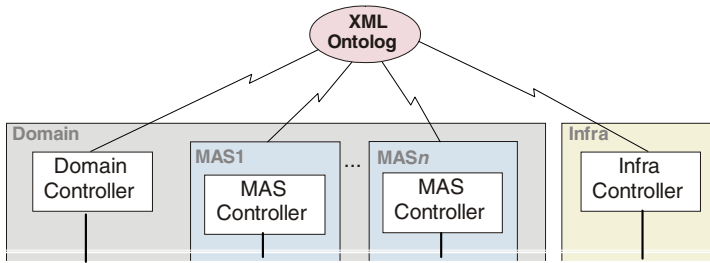 XML
Ontolog
Domain
Infra
MAS1
...
MASn
Domain
Controller
MAS
Controller
MAS
Controller
Infra
Controller